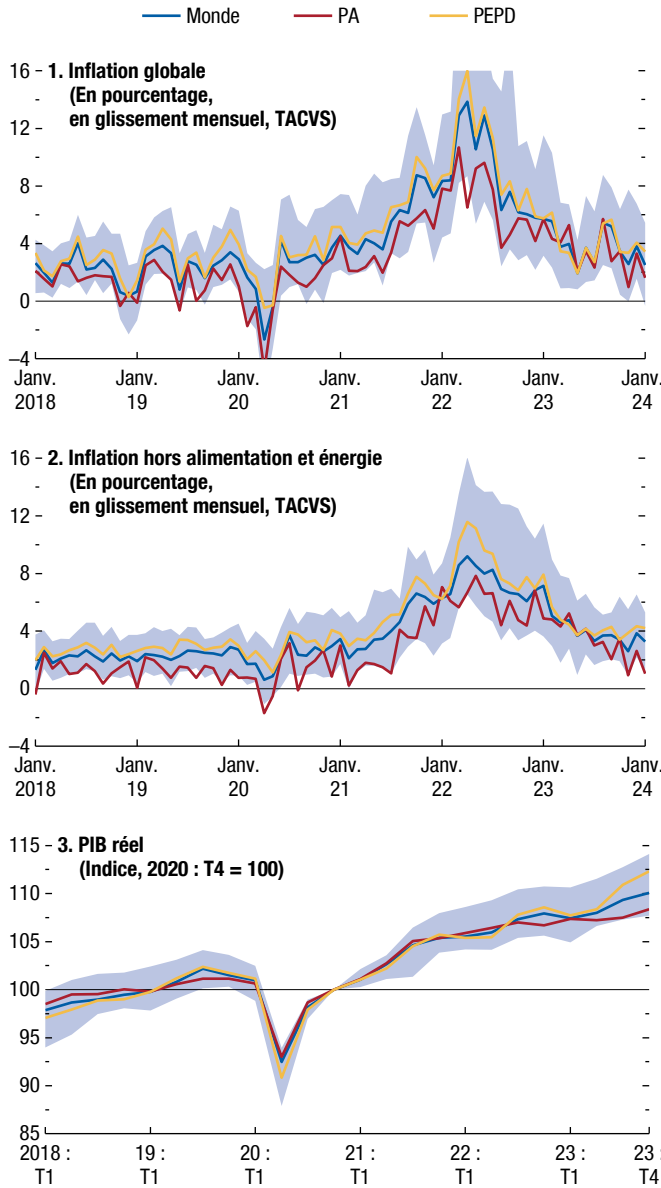 Monde PA PEPD
1. Inflation globale
(En pourcentage,
en glissement mensuel, TACVS)
16
12
8
4
0
–4
Janv. Janv. Janv. Janv. Janv. Janv. Janv.
2018 19 20 21 22 23 24
2. Inflation hors alimentation et énergie
(En pourcentage,
en glissement mensuel, TACVS)
16
12
8
4
0
–4
Janv. Janv. Janv. Janv. Janv. Janv. Janv.
2018 19 20 21 22 23 24
3. PIB réel
(Indice, 2020 : T4 = 100)
115
110
105
100
95
90
85
2018 : 19 : 20 : 21 : 22 : 23 : 23 :
T1 T1 T1 T1 T1 T1 T4